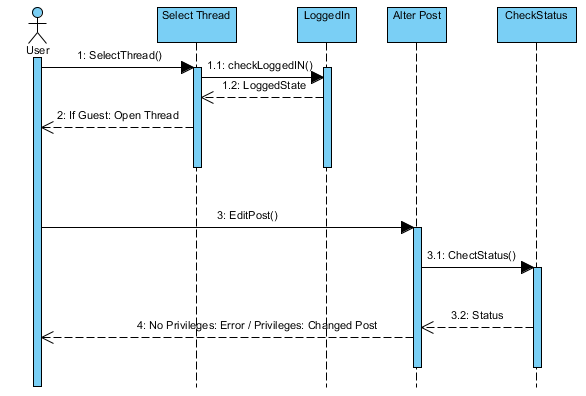 Select Thread
LoggedIn
Alter Post
CheckStatus
User
1: SelectThread()
1.1: checkLoggedIN()
1.2: LoggedState
2: If Guest: Open Thread
3: EditPost()
3.1: ChectStatus()
3.2: Status
4: No Privileges: Error / Privileges: Changed Post